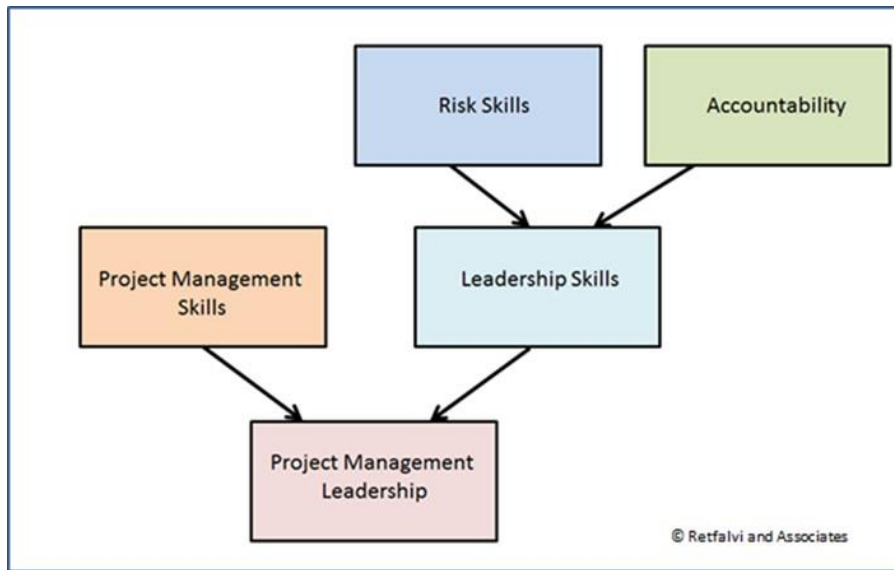 Risk Skills
Accountability
Project Management
Skills
Leadership Skills
Project Management
Leadership
© Retfalvi and Associates